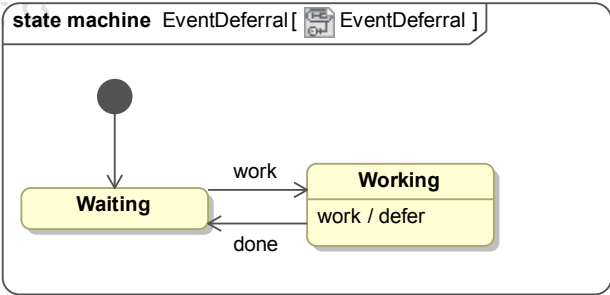 state machine EventDeferral[ EventDeferral ]
work
Working
Waiting
work / defer
done